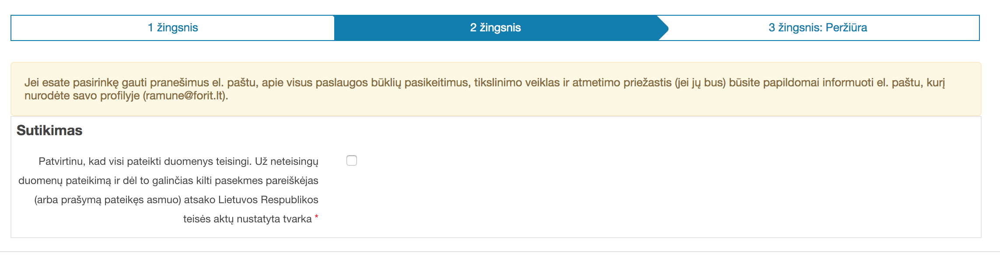 1 žingsnis
2 žingsnis
3 žingsnis: Peržiūra
Jei esate pasirinkę gauti pranešimus el. paštu, apie visus paslaugos būklių pasikeitimus, tikslinimo veiklas ir atmetimo priežastis (jei jų bus) būsite papildomai informuoti el. paštu, kurį
nurodėte savo profilyje (ramune@forit.lt).
Sutikimas
Patvirtinu, kad visi pateikti duomenys teisingi. Už neteisingų
duomenų pateikimą ir dėl to galinčias kilti pasekmes pareiškėjas
(arba prašymą pateikęs asmuo) atsako Lietuvos Respublikos
teisės aktų nustatyta tvarka *